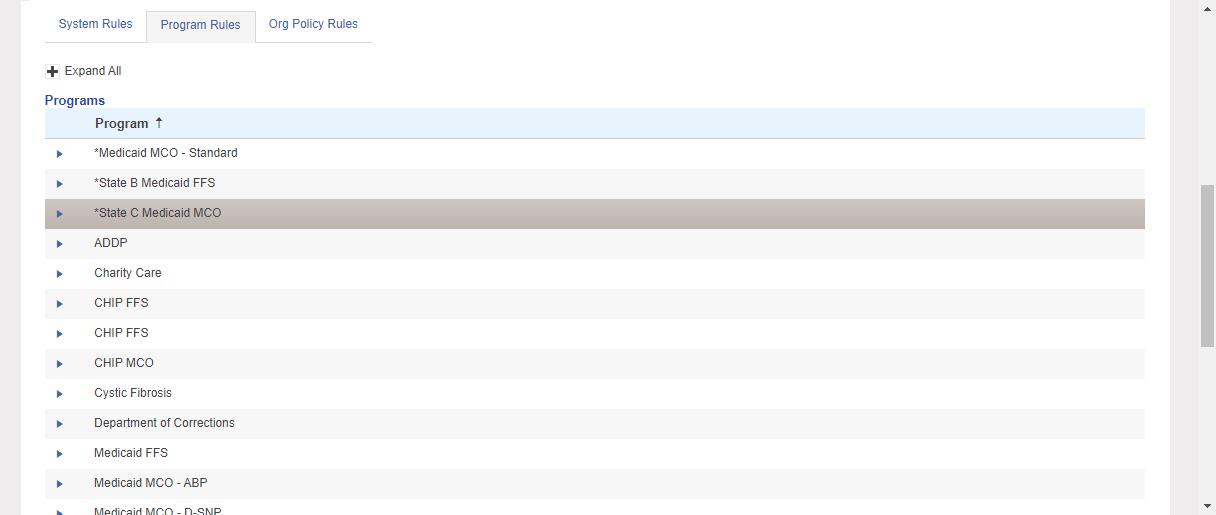 System Rules Program Rules Org Policy Rules
Expand All
Programs
Program ↑
*Medicaid MCO - Standard
*State B Medicaid FFS
*State C Medicaid MCO
ADDP
Charity Care
CHIP FFS
CHIP FFS
CHIP MCO
Cystic Fibrosis
Department of Corrections
Medicaid FFS
Medicaid MCO - ABP
Medicaid MCO - D-SNP